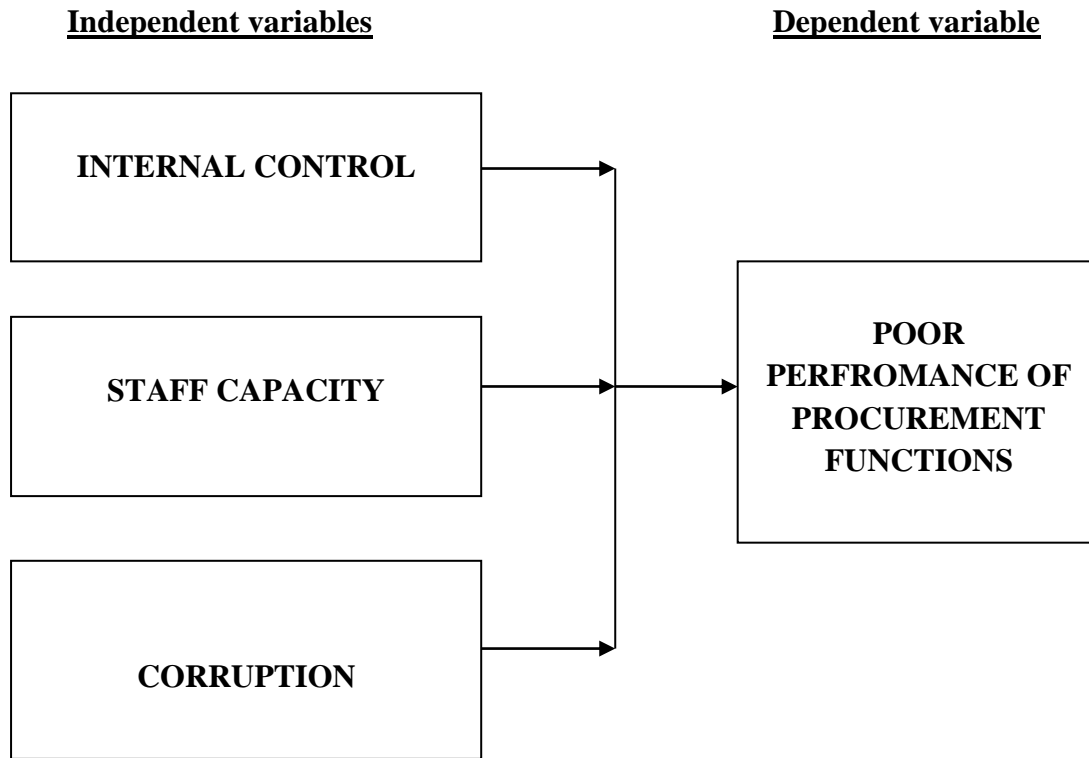 Independent variables
Dependent variable
INTERNAL CONTROL
STAFF CAPACITY
CORRUPTION
POOR
PERFROMANCE OF
PROCUREMENT
FUNCTIONS